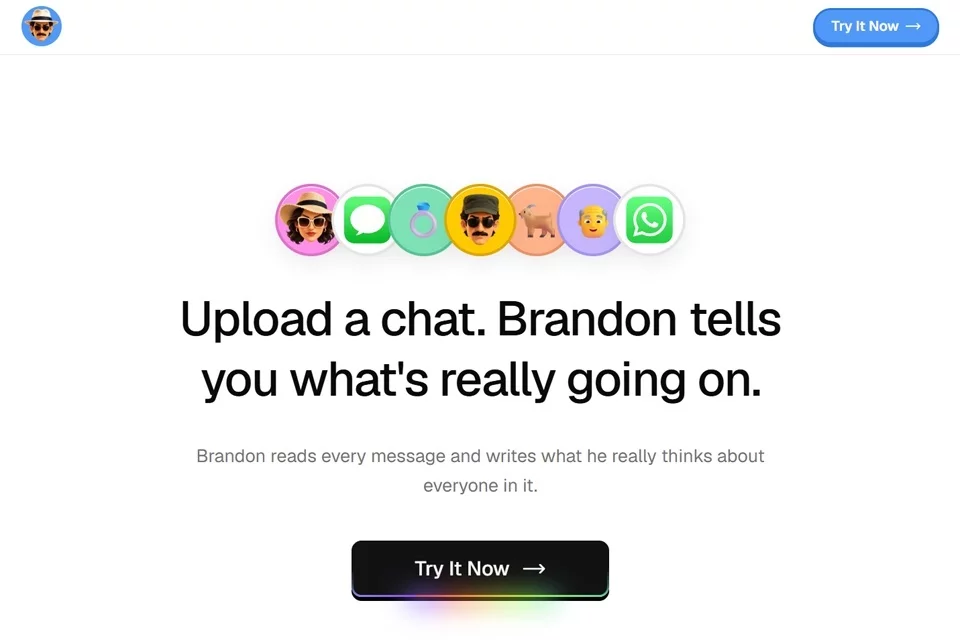 Try It Now →
Upload a chat. Brandon tells
you what's really going on.
Brandon reads every message and writes what he really thinks about
everyone in it.
Try It Now →